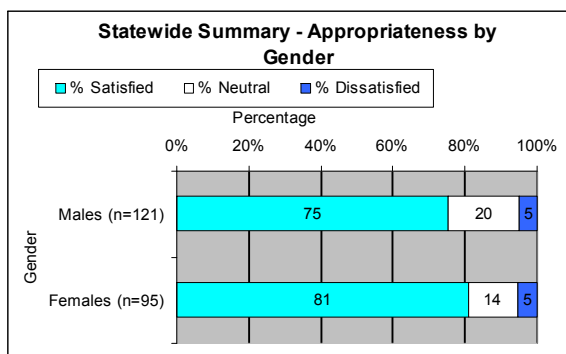 Statewide Summary - Appropriateness by
Gender
% Satisfied % Neutral % Dissatisfied
Percentage
0% 20% 40% 60% 80% 100%
Gender
Males (n=121) 75 20 5
Females (n=95) 81 14 5